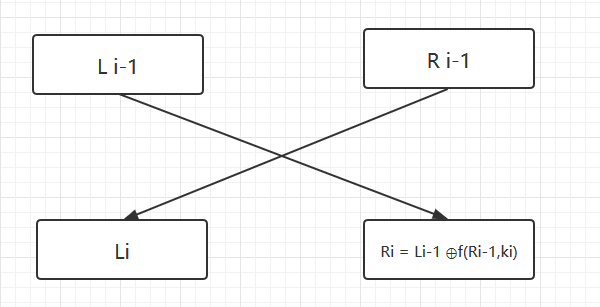 L i-1
R i-1
Li
Ri = Li-1 ⊕f(Ri-1,ki)